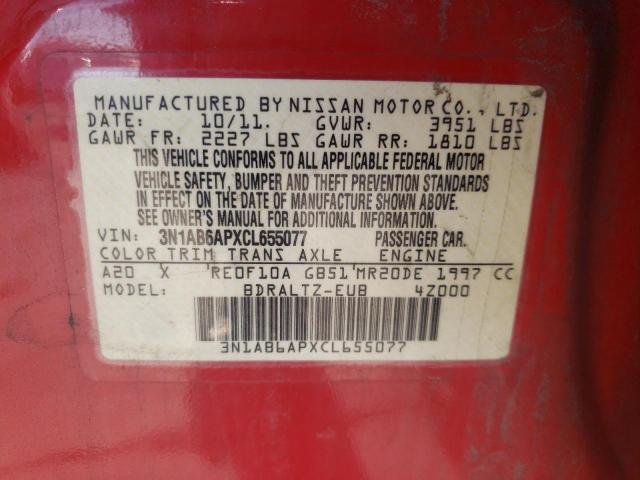 MANUFACTURED BY NISSAN MOTOR CO., LTD.
DATE: 10/11. GVWR: 3951 LBS
GAWR FR: 2227 LBS GAWR RR: 1810 LBS
THIS VEHICLE CONFORMS TO ALL APPLICABLE FEDERAL MOTOR
VEHICLE SAFETY, BUMPER AND THEFT PREVENTION STANDARDS
IN EFFECT ON THE DATE OF MANUFACTURE SHOWN ABOVE.
SEE OWNER'S MANUAL FOR ADDITIONAL INFORMATION.
VIN: 3N1AB6APXCL655077 PASSENGER CAR.
COLOR TRIM TRANS AXLE ENGINE
A20 X 'RE0F10A GB51'MR20DE 1997 CC
MODEL: BDRALTZ-EUB 4Z000
3N1AB6APXCL655077